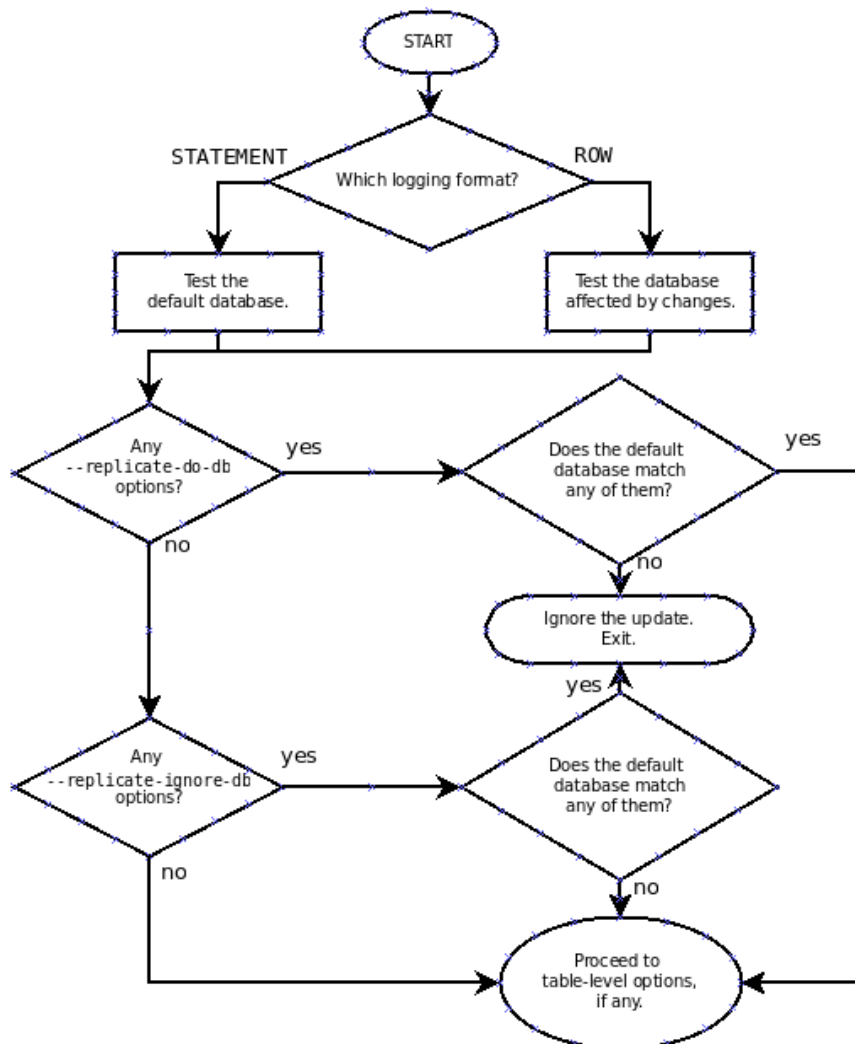 START
STATEMENT
ROW
Which logging format?
Test the
default database.
Test the database
affected by changes.
Any
--replicate-do-db
options?
yes
Does the default
database match
any of them?
yes
no
no
Ignore the update.
Exit.
yes
Any
--replicate-ignore-db
options?
yes
Does the default
database match
any of them?
no
no
Proceed to
table-level options,
if any.